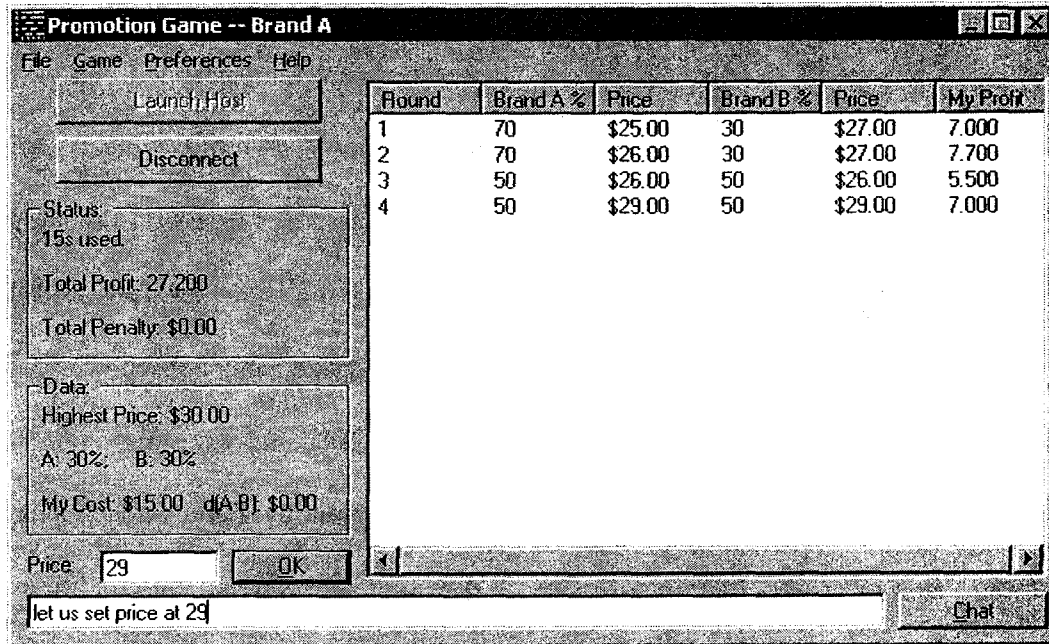 Promotion Game -- Brand A
File Game Preferences Help
Launch Host
Disconnect
Status:
15s used.
Total Profit: 27.200
Total Penalty: $0.00
Data:
Highest Price: $30.00
A: 30%; B: 30%
My Cost: $15.00 d(A-B): $0.00
Price: 29 OK
Round Brand A % Price Brand B % Price My Profit
1 70 $25.00 30 $27.00 7.000
2 70 $26.00 30 $27.00 7.700
3 50 $26.00 50 $26.00 5.500
4 50 $29.00 50 $29.00 7.000
let us set price at 29 Chat